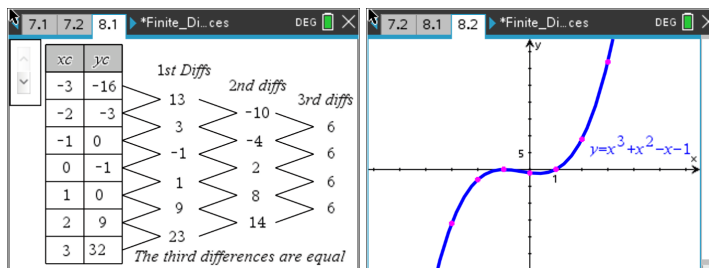 7.1 7.2 8.1 *Finite_Di...ces DEG
xc yc
1st Diffs
2nd diffs
3rd diffs
-3 -16
13
-2 -3
-10
3
6
-1 0
-4
-1
6
0 -1
2
1
6
1 0
8
9
6
2 9
14
23
3 32
The third differences are equal
7.2 8.1 8.2 *Finite_Di...ces DEG
y
5
y=x³+x²-x-1
x
1